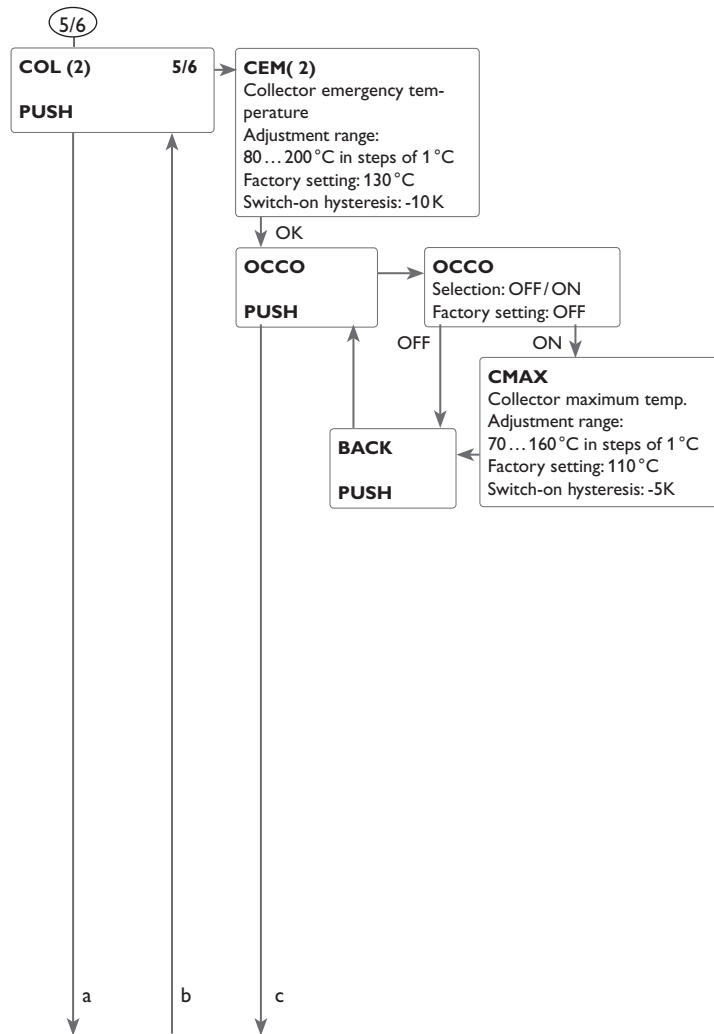 5/6
COL (2) 5/6
PUSH
CEM( 2)
Collector emergency tem-
perature
Adjustment range:
80…200 °C in steps of 1 °C
Factory setting: 130 °C
Switch-on hysteresis: -10 K
OK
OCCO
PUSH
OCCO
Selection: OFF / ON
Factory setting: OFF
OFF
ON
CMAX
Collector maximum temp.
Adjustment range:
70…160 °C in steps of 1 °C
Factory setting: 110 °C
Switch-on hysteresis: -5K
BACK
PUSH
a
b
c